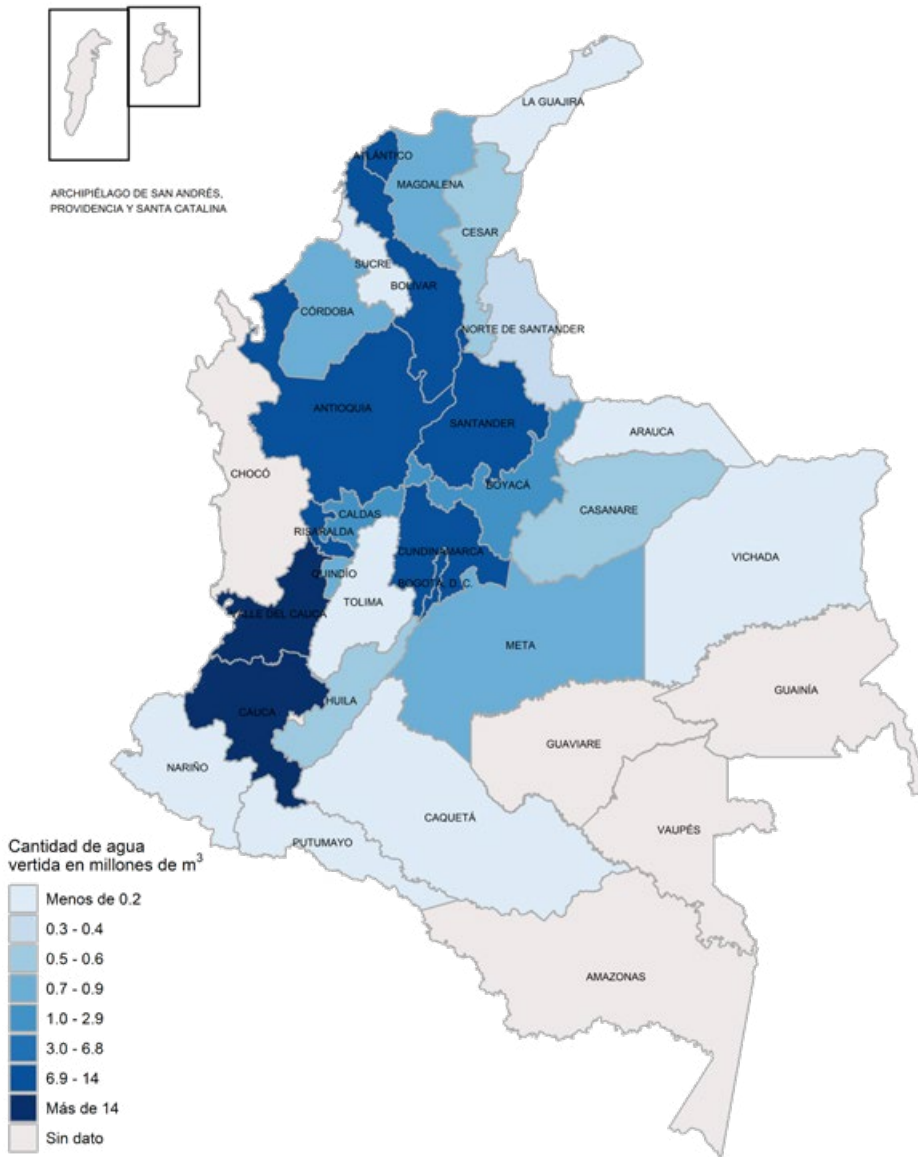 ARCHIPIÉLAGO DE SAN ANDRÉS,
PROVIDENCIA Y SANTA CATALINA
LA GUAJIRA
ATLÁNTICO
MAGDALENA
CESAR
SUCRE
BOLÍVAR
CÓRDOBA
NORTE DE SANTANDER
ANTIOQUIA
SANTANDER
ARAUCA
CHOCÓ
BOYACÁ
CASANARE
CALDAS
RISARALDA
CUNDINAMARCA
VICHADA
QUINDÍO
BOGOTÁ, D. C.
TOLIMA
VALLE DEL CAUCA
META
GUAINÍA
HUILA
CAUCA
GUAVIARE
NARIÑO
CAQUETÁ
VAUPÉS
PUTUMAYO
AMAZONAS
Cantidad de agua
vertida en millones de m³
Menos de 0.2
0.3 - 0.4
0.5 - 0.6
0.7 - 0.9
1.0 - 2.9
3.0 - 6.8
6.9 - 14
Más de 14
Sin dato